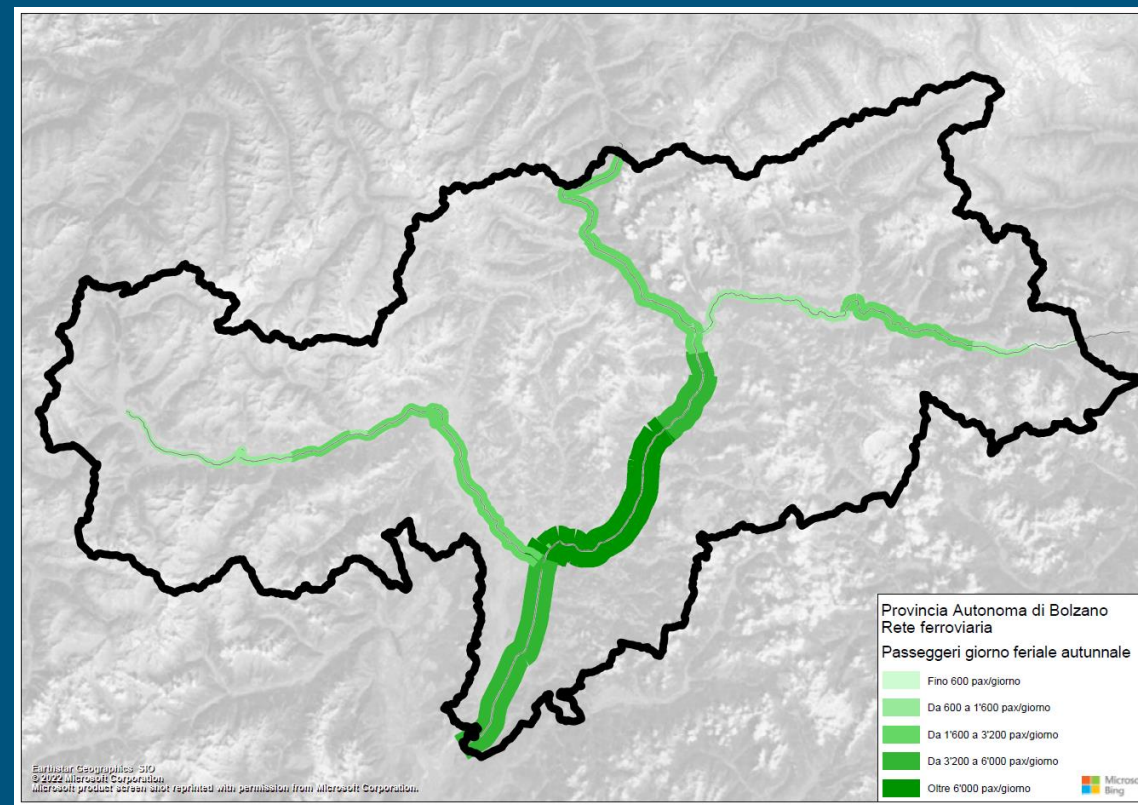 Provincia Autonoma di Bolzano
Rete ferroviaria
Passeggeri giorno feriale autunnale
Fino 600 pax/giorno
Da 600 a 1'600 pax/giorno
Da 1'600 a 3'200 pax/giorno
Da 3'200 a 6'000 pax/giorno
Oltre 6'000 pax/giorno
Earthstar Geographics SIO
© 2022 Microsoft Corporation
Microsoft product screen shot reprinted with permission from Microsoft Corporation.
Bing